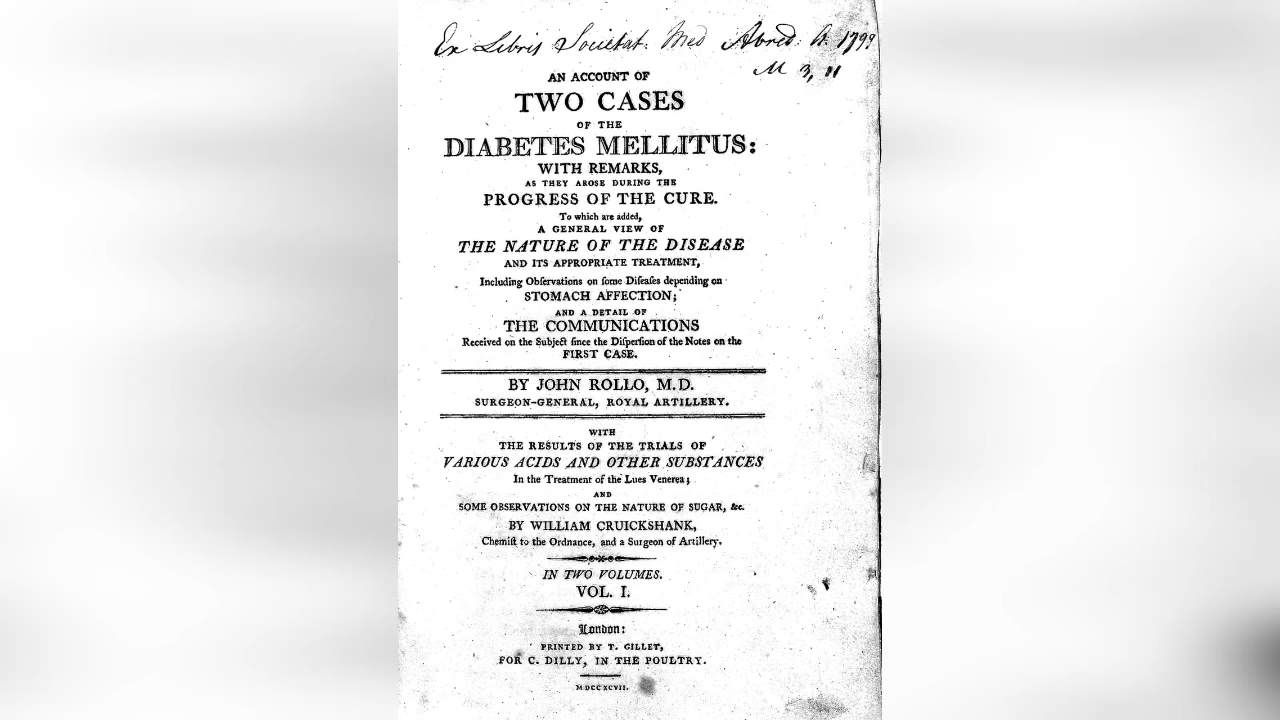 Ex Libris Societat. Med Abred. A. 1799
M 3, 11
AN ACCOUNT OF
TWO CASES
OF THE
DIABETES MELLITUS:
WITH REMARKS,
AS THEY AROSE DURING THE
PROGRESS OF THE CURE.
To which are added,
A GENERAL VIEW OF
THE NATURE OF THE DISEASE
AND ITS APPROPRIATE TREATMENT,
Including Obſervations on ſome Diſeaſes depending on
STOMACH AFFECTION;
AND A DETAIL OF
THE COMMUNICATIONS
Received on the Subject ſince the Diſperſion of the Notes on the
FIRST CASE.
BY JOHN ROLLO, M.D.
SURGEON-GENERAL, ROYAL ARTILLERY.
WITH
THE RESULTS OF THE TRIALS OF
VARIOUS ACIDS AND OTHER SUBSTANCES
In the Treatment of the Lues Venerea;
AND
SOME OBSERVATIONS ON THE NATURE OF SUGAR, &c.
BY WILLIAM CRUICKSHANK,
Chemiſt to the Ordnance, and a Surgeon of Artillery.
IN TWO VOLUMES.
VOL. I.
London:
PRINTED BY T. GILLET,
FOR C. DILLY, IN THE POULTRY.
MDCCXCVII.